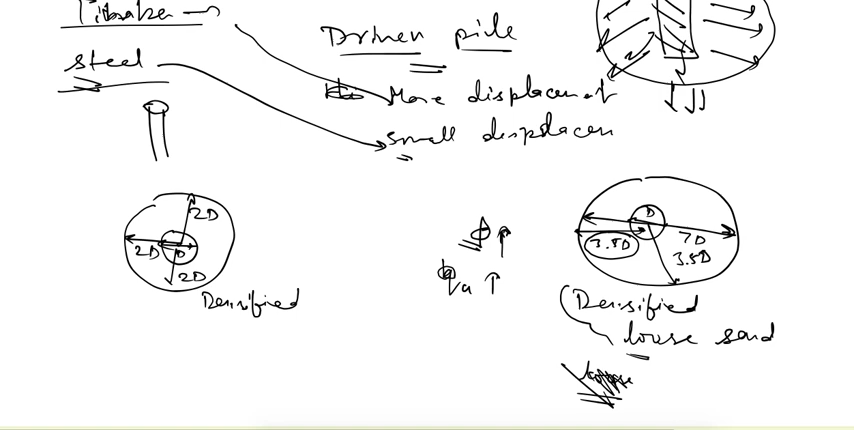 Timber
Driven pile
steel
More displacement
small displacen
2D
2D
D
2D
Densified
ϕ ↑
qu ↑
D
3.5D
7D
3.5D
Densified
loose sand